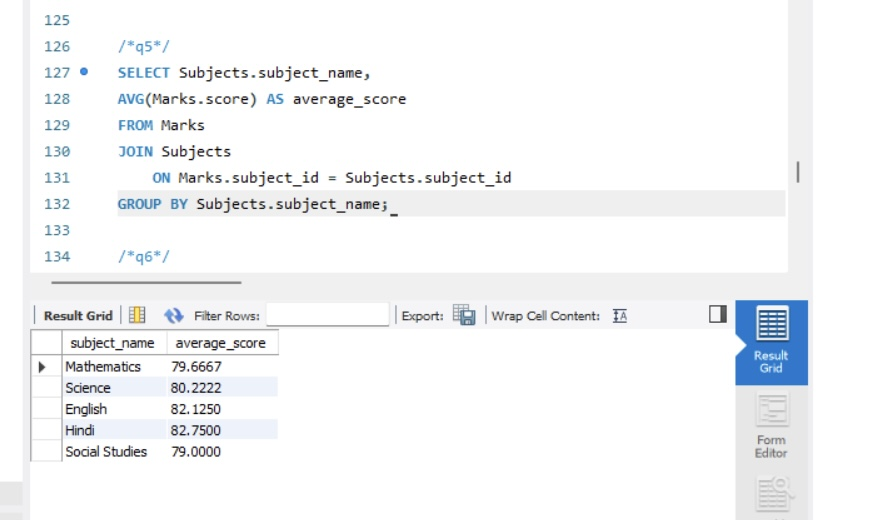 125
126 /*q5*/
127 SELECT Subjects.subject_name,
128 AVG(Marks.score) AS average_score
129 FROM Marks
130 JOIN Subjects
131 ON Marks.subject_id = Subjects.subject_id
132 GROUP BY Subjects.subject_name;
133
134 /*q6*/
Result Grid Filter Rows: Export: Wrap Cell Content: IA
subject_name average_score
Mathematics 79.6667
Science 80.2222
English 82.1250
Hindi 82.7500
Social Studies 79.0000
Result
Grid
Form
Editor